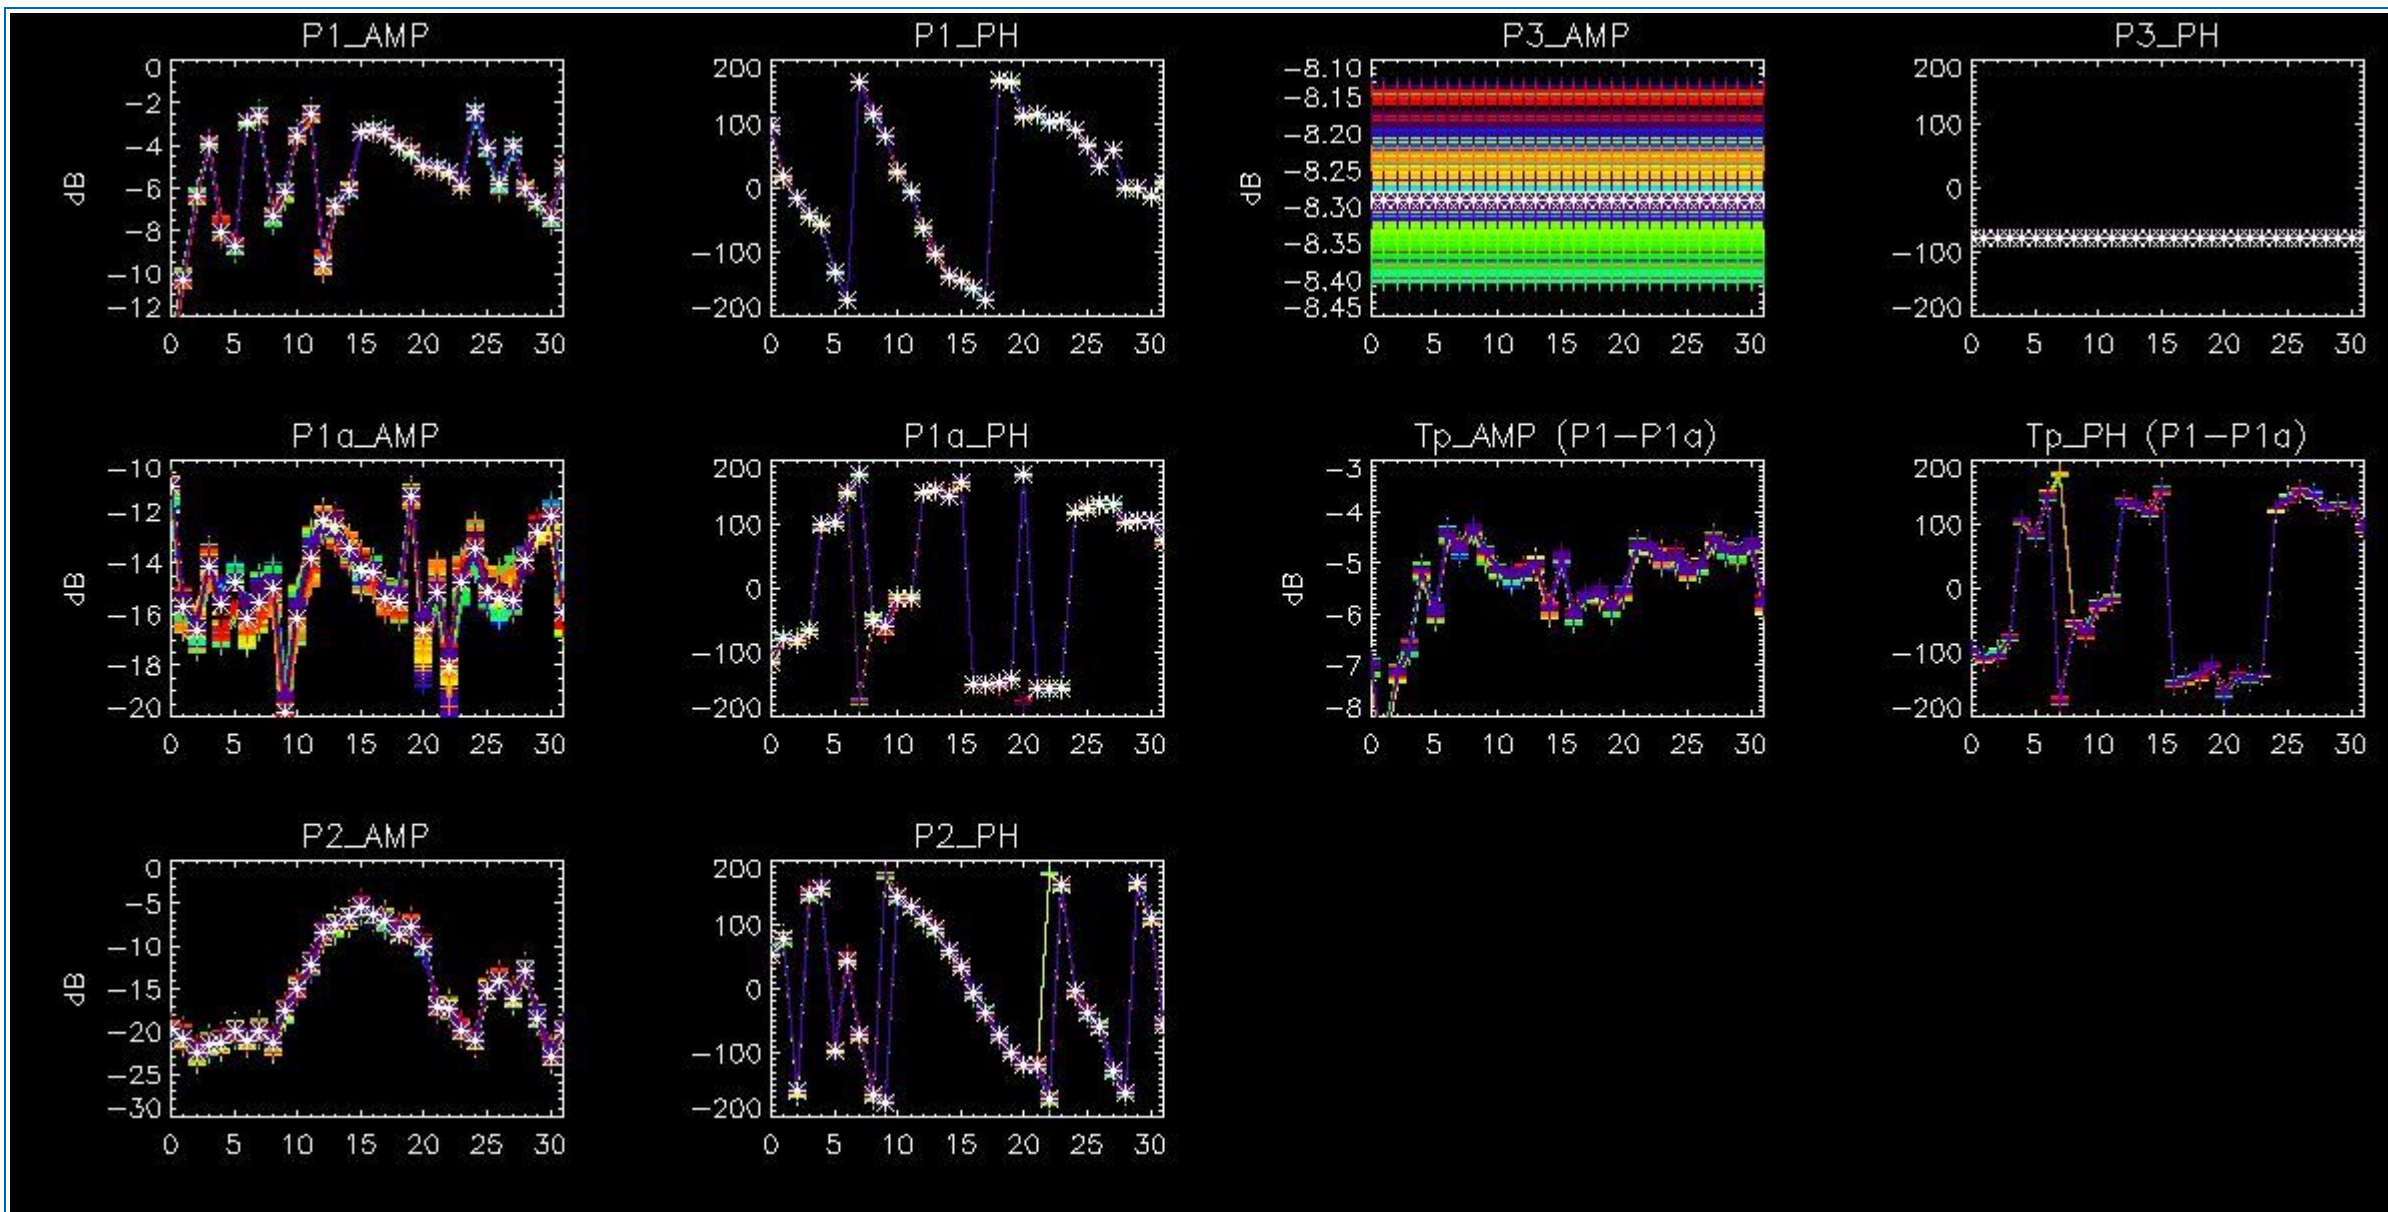 P1_AMP
0
−2
−4
−6
−8
−10
−12
dB
0 5 10 15 20 25 30
P1_PH
200
100
0
−100
−200
0 5 10 15 20 25 30
P3_AMP
−8.10
−8.15
−8.20
−8.25
−8.30
−8.35
−8.40
−8.45
dB
0 5 10 15 20 25 30
P3_PH
200
100
0
−100
−200
0 5 10 15 20 25 30
P1a_AMP
−10
−12
−14
−16
−18
−20
dB
0 5 10 15 20 25 30
P1a_PH
200
100
0
−100
−200
0 5 10 15 20 25 30
Tp_AMP (P1−P1a)
−3
−4
−5
−6
−7
−8
dB
0 5 10 15 20 25 30
Tp_PH (P1−P1a)
200
100
0
−100
−200
0 5 10 15 20 25 30
P2_AMP
0
−5
−10
−15
−20
−25
−30
dB
0 5 10 15 20 25 30
P2_PH
200
100
0
−100
−200
0 5 10 15 20 25 30